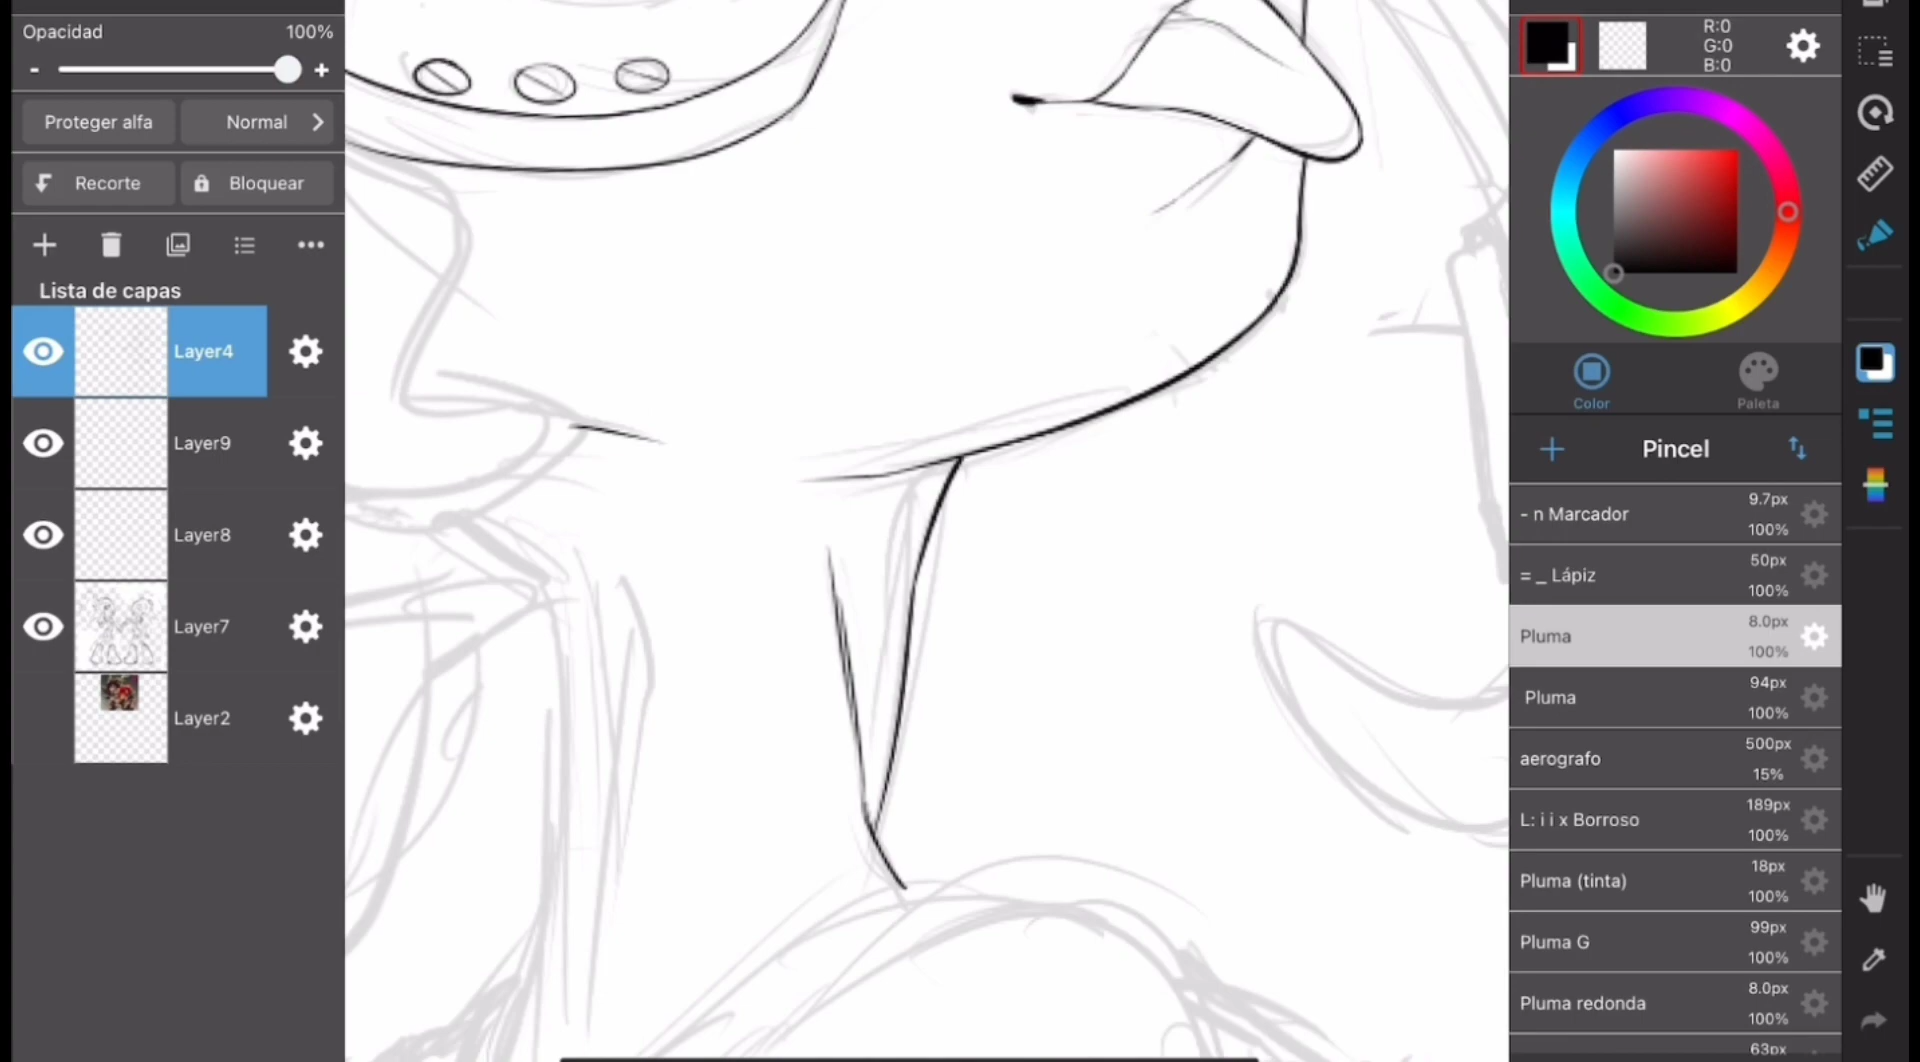 Opacidad 100%
- +
Proteger alfa Normal
Recorte Bloquear
Lista de capas
Layer4
Layer9
Layer8
Layer7
Layer2
R:0
G:0
B:0
Color Paleta
Pincel
- n Marcador 9.7px 100%
= _ Lápiz 50px 100%
Pluma 8.0px 100%
Pluma 94px 100%
aerografo 500px 15%
L: i i x Borroso 189px 100%
Pluma (tinta) 18px 100%
Pluma G 99px 100%
Pluma redonda 8.0px 100%
63px